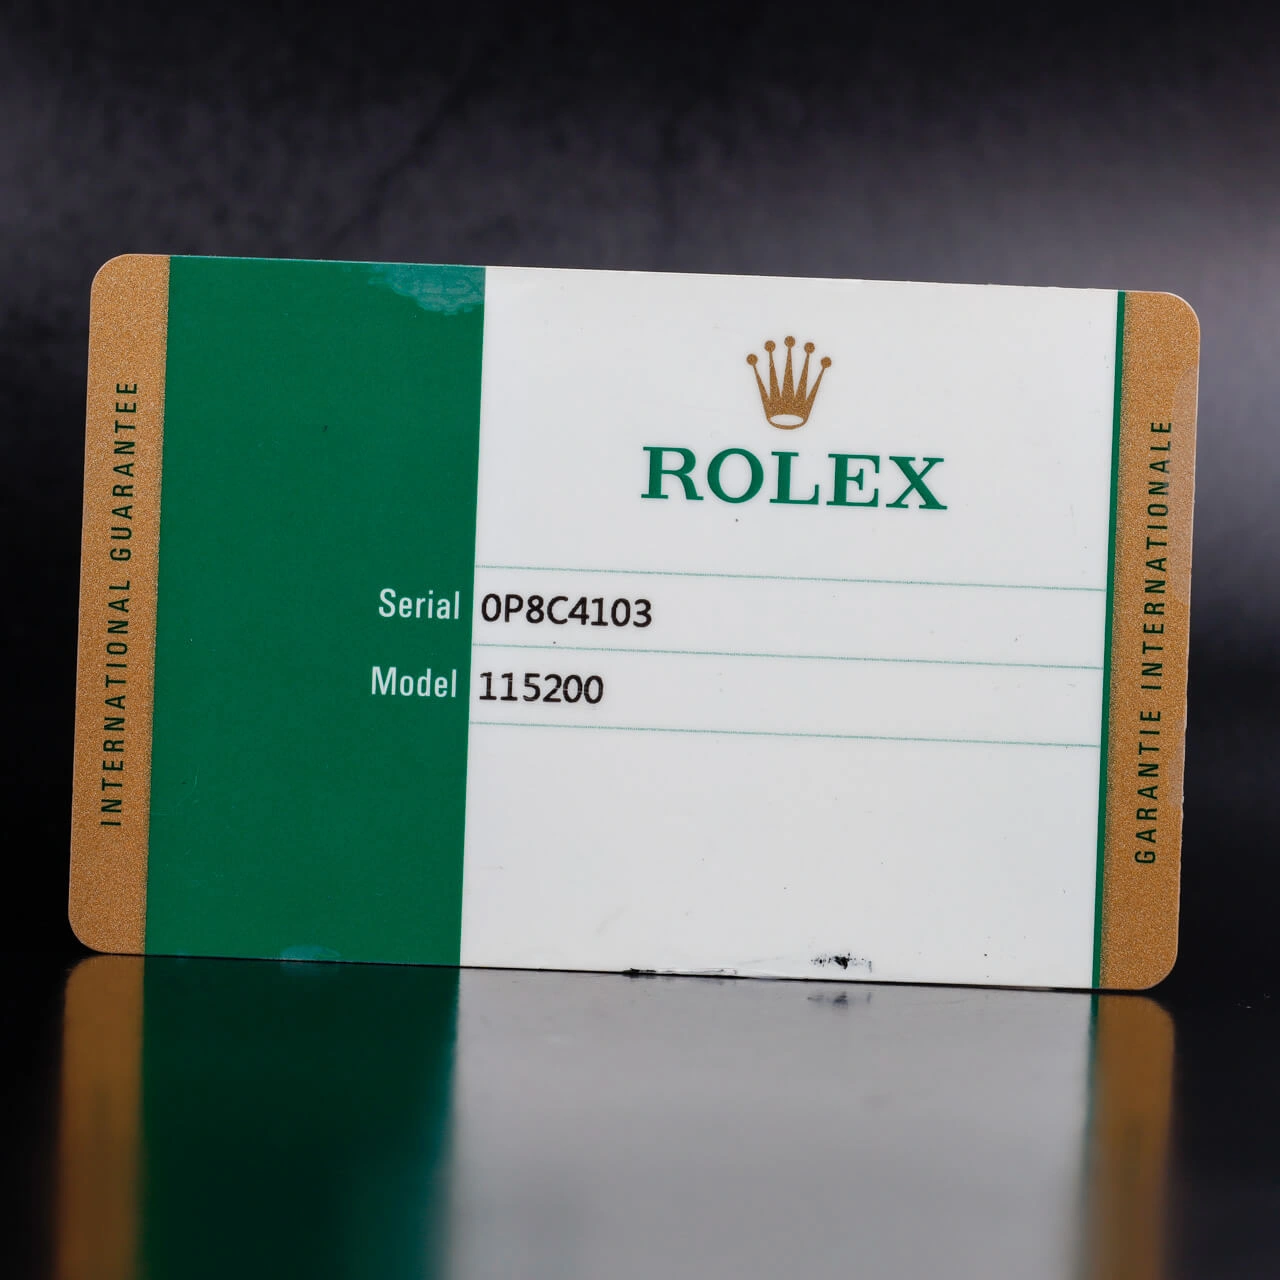 INTERNATIONAL GUARANTEE
ROLEX
Serial 0P8C4103
Model 115200
GARANTIE INTERNATIONALE